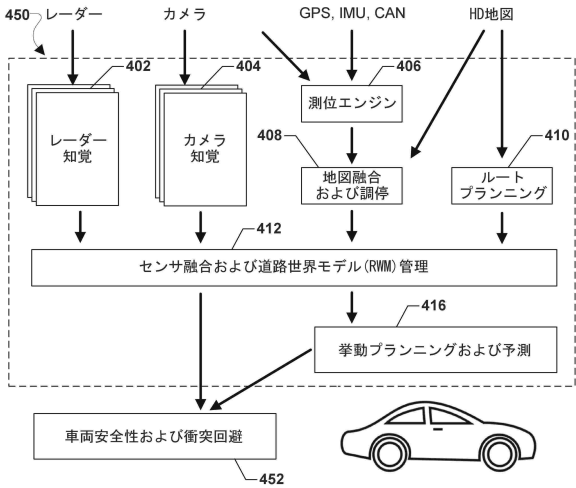 450
レーダー
カメラ
GPS, IMU, CAN
HD地図
402
404
406
レーダー
知覚
カメラ
知覚
測位エンジン
408
410
地図融合
および調停
ルート
プランニング
412
センサ融合および道路世界モデル(RWM)管理
416
挙動プランニングおよび予測
車両安全性および衝突回避
452